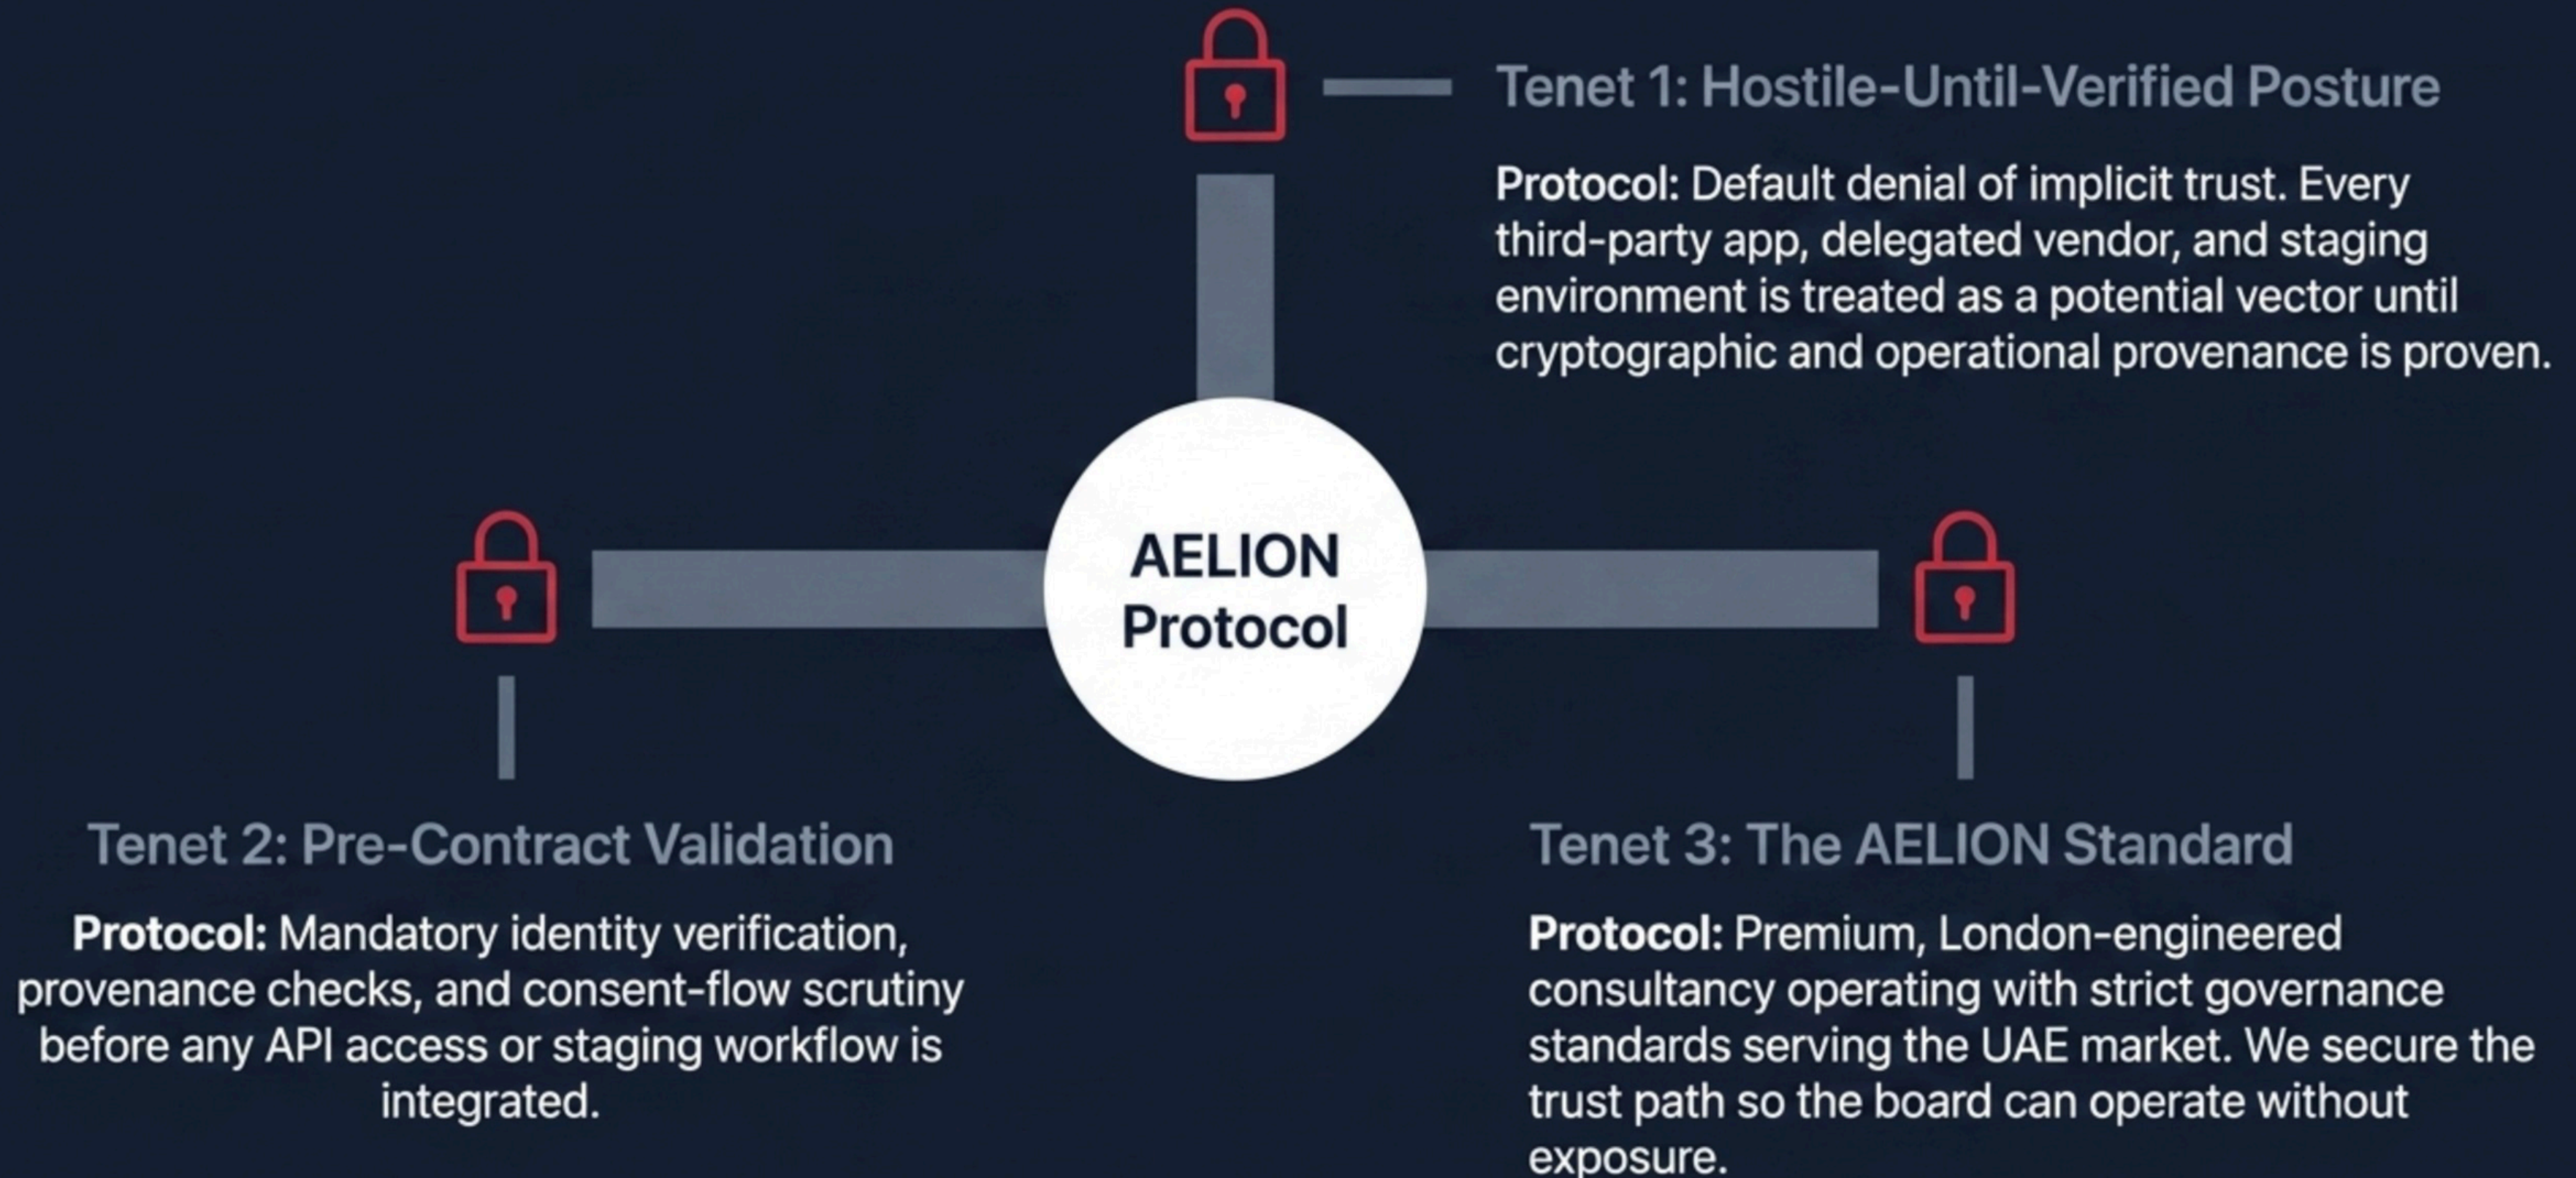 Tenet 1: Hostile-Until-Verified Posture
Protocol: Default denial of implicit trust. Every
third-party app, delegated vendor, and staging
environment is treated as a potential vector until
cryptographic and operational provenance is proven.
AELION
Protocol
Tenet 2: Pre-Contract Validation
Protocol: Mandatory identity verification,
provenance checks, and consent-flow scrutiny
before any API access or staging workflow is
integrated.
Tenet 3: The AELION Standard
Protocol: Premium, London-engineered
consultancy operating with strict governance
standards serving the UAE market. We secure the
trust path so the board can operate without
exposure.